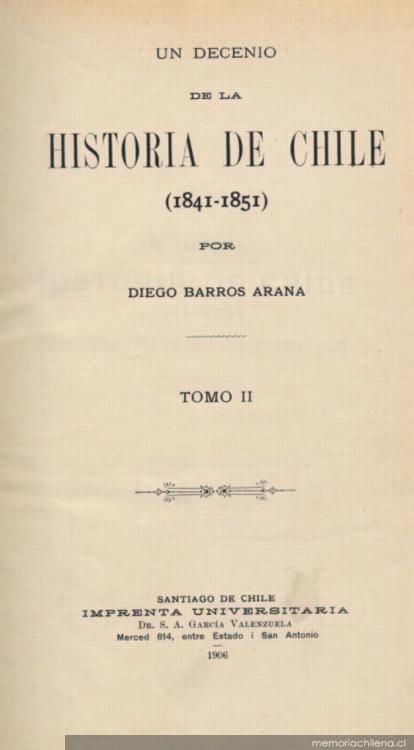 UN DECENIO
DE LA
HISTORIA DE CHILE
(1841-1851)
POR
DIEGO BARROS ARANA
TOMO II
SANTIAGO DE CHILE
IMPRENTA UNIVERSITARIA
DR. S. A. GARCÍA VALENZUELA
Merced 814, entre Estado i San Antonio
1906
memoriachilena.cl